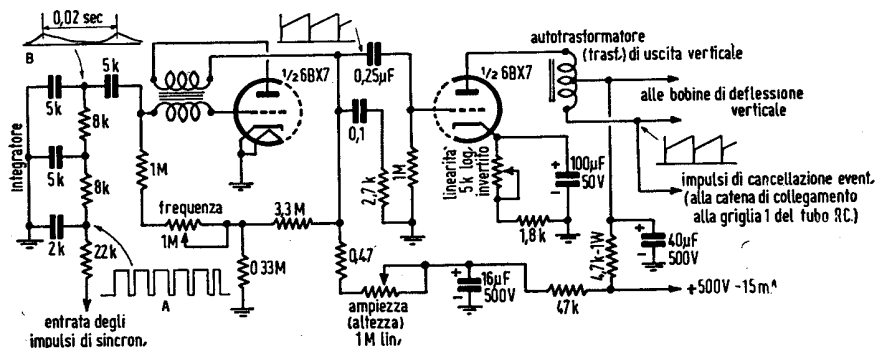 0,02 sec
B
5k
5k
8k
5k
8k
2k
22k
Integratore
entrata degli
impulsi di sincron,
A
1M
frequenza
1M
3,3 M
0.33M
½ 6BX7
0,25µF
0,1
2,7 k
1M
0,47
ampiezza
(altezza)
1 M lin,
+
16µF
500V
-
47k
½ 6BX7
linearità
5 k log,
invertito
1,8 k
+
100µF
50V
-
autotrasformatore
(trasf.) di uscita verticale
alle bobine di deflessione
verticale
impulsi di cancellazione event,
(alla catena di collegamento
alla griglia 1 del tubo R.C.)
4,7k-1W
+
40µF
500V
-
+500V -15m.ᴬ